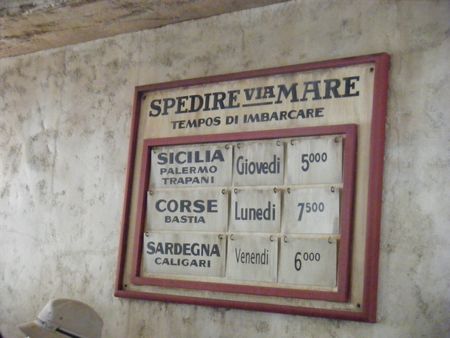 SPEDIRE VIA MARE
TEMPOS DI IMBARCARE
SICILIA
PALERMO
TRAPANI
Giovedi
5000
CORSE
BASTIA
Lunedi
7500
SARDEGNA
CALIGARI
Venendi
6000